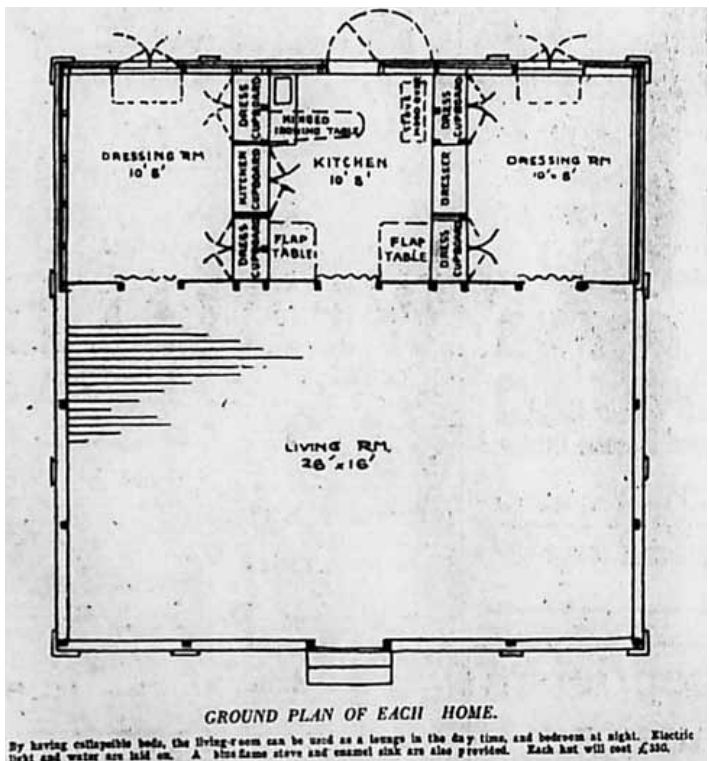 DRESS
CUPBOARD
HINGED
IRONING TABLE
DRESS
CUPBOARD
DRESSING RM
10' 8'
KITCHEN
CUPBOARD
KITCHEN
10' 8'
DRESSER
DRESSING RM
10' × 8'
DRESS
CUPBOARD
FLAP
TABLE
FLAP
TABLE
DRESS
CUPBOARD
LIVING RM.
26' × 16'
GROUND PLAN OF EACH HOME.
By having collapsible beds, the living-room can be used as a lounge in the day time, and bedroom at night. Electric
light and water are laid on. A blue flame stove and enamel sink are also provided. Each hut will cost